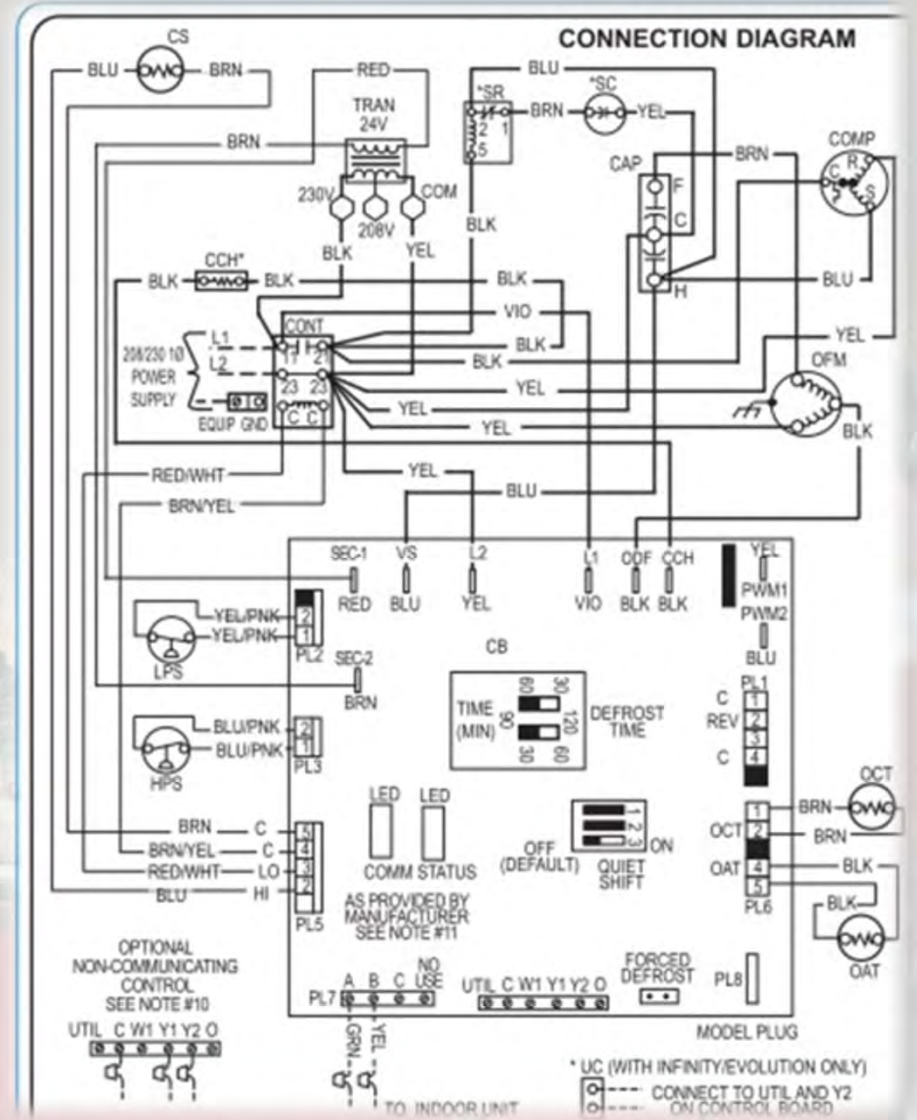 CONNECTION DIAGRAM
CS
BLU
BRN
RED
BLU
*SR
2 1
5
BRN
*SC
YEL
TRAN
24V
BRN
230V
208V
COM
BLK
YEL
BLK
CAP
F
C
H
BRN
COMP
C
R
S
BLU
YEL
CCH*
BLK
BLK
BLK
VIO
BLK
BLK
YEL
YEL
YEL
CONT
11 21
23 23
C C
L1
L2
208/230 1Ø
POWER
SUPPLY
EQUIP GND
OFM
BLK
RED/WHT
BRN/YEL
YEL
BLU
SEC-1
RED
VS
BLU
L2
YEL
L1
VIO
ODF
BLK
CCH
BLK
YEL
PWM1
PWM2
BLU
YEL/PNK
YEL/PNK
2
1
PL2
LPS
SEC-2
BRN
BLU/PNK
BLU/PNK
2
1
PL3
HPS
CB
TIME
(MIN)
60 30
90 120
30 60
DEFROST
TIME
PL1
C 1
REV 2
3
C 4
LED LED
COMM STATUS
OFF
(DEFAULT)
1
2
3
ON
QUIET
SHIFT
1
OCT 2
OAT 4
5
PL6
BRN
BRN
OCT
BLK
BLK
OAT
BRN C 5
BRN/YEL C 4
RED/WHT LO 3
BLU HI 2
PL5
AS PROVIDED BY
MANUFACTURER
SEE NOTE #11
OPTIONAL
NON-COMMUNICATING
CONTROL
SEE NOTE #10
UTIL C W1 Y1 Y2 O
PL7
A B C NO USE
GRN
YEL
UTIL C W1 Y1 Y2 O
FORCED
DEFROST
PL8
MODEL PLUG
* UC (WITH INFINITY/EVOLUTION ONLY)
CONNECT TO UTIL AND Y2
ON CONTROL BOARD
TO INDOOR UNIT